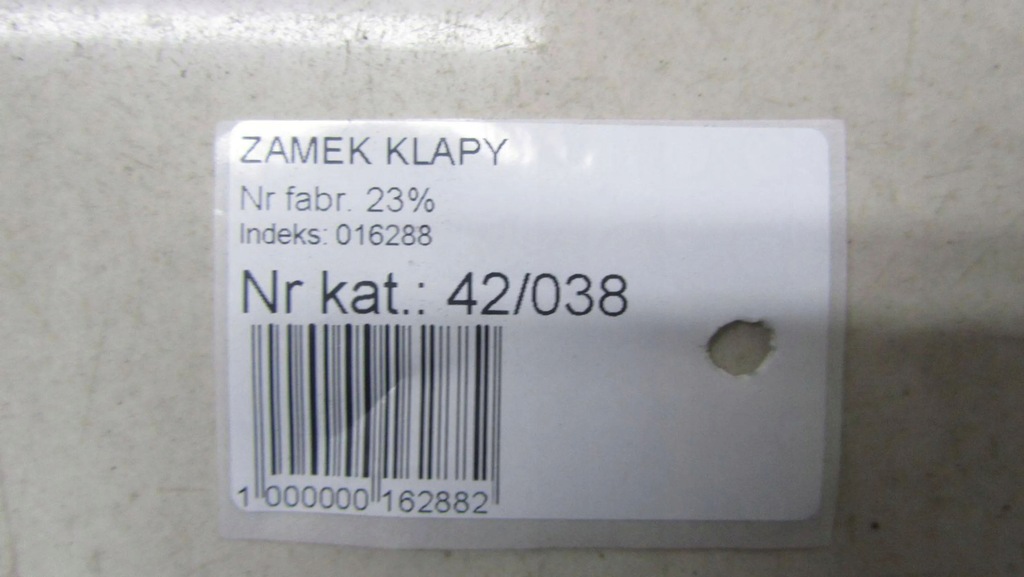 ZAMEK KLAPY
Nr fabr. 23%
Indeks: 016288
Nr kat.: 42/038
1 000000 162882